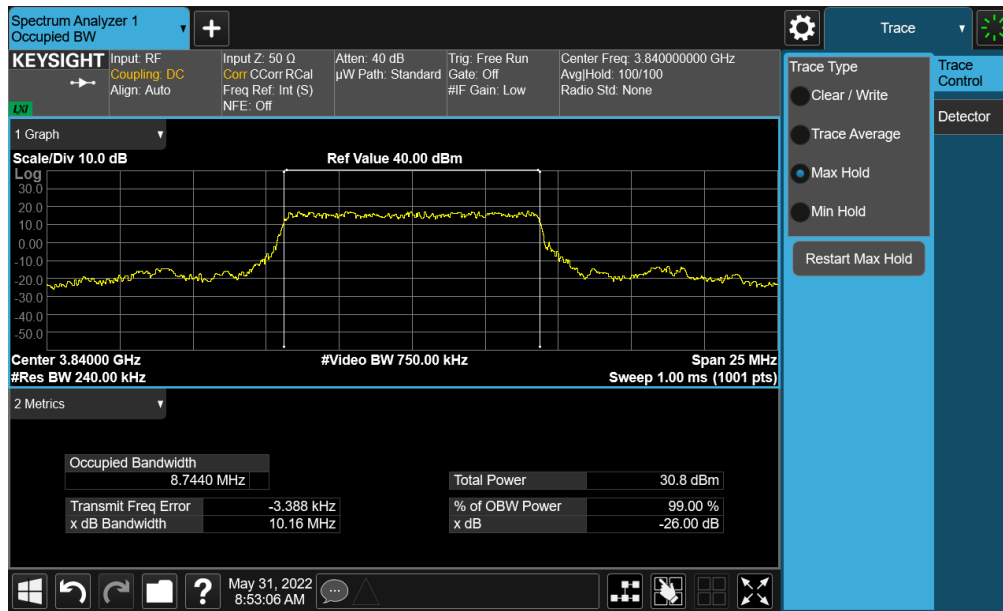 Spectrum Analyzer 1
Occupied BW
+
Trace
KEYSIGHT
LXI
Input: RF
Coupling: DC
Align: Auto
Input Z: 50 Ω
Corr CCorr RCal
Freq Ref: Int (S)
NFE: Off
Atten: 40 dB
µW Path: Standard
Trig: Free Run
Gate: Off
#IF Gain: Low
Center Freq: 3.840000000 GHz
Avg|Hold: 100/100
Radio Std: None
Trace Type
Clear / Write
Trace Average
Max Hold
Min Hold
Restart Max Hold
Trace
Control
Detector
1 Graph
Scale/Div 10.0 dB
Ref Value 40.00 dBm
Log
30.0
20.0
10.0
0.00
-10.0
-20.0
-30.0
-40.0
-50.0
Center 3.84000 GHz
#Video BW 750.00 kHz
Span 25 MHz
#Res BW 240.00 kHz
Sweep 1.00 ms (1001 pts)
2 Metrics
Occupied Bandwidth
8.7440 MHz
Total Power 30.8 dBm
Transmit Freq Error -3.388 kHz
% of OBW Power 99.00 %
x dB Bandwidth 10.16 MHz
x dB -26.00 dB
?
May 31, 2022
8:53:06 AM